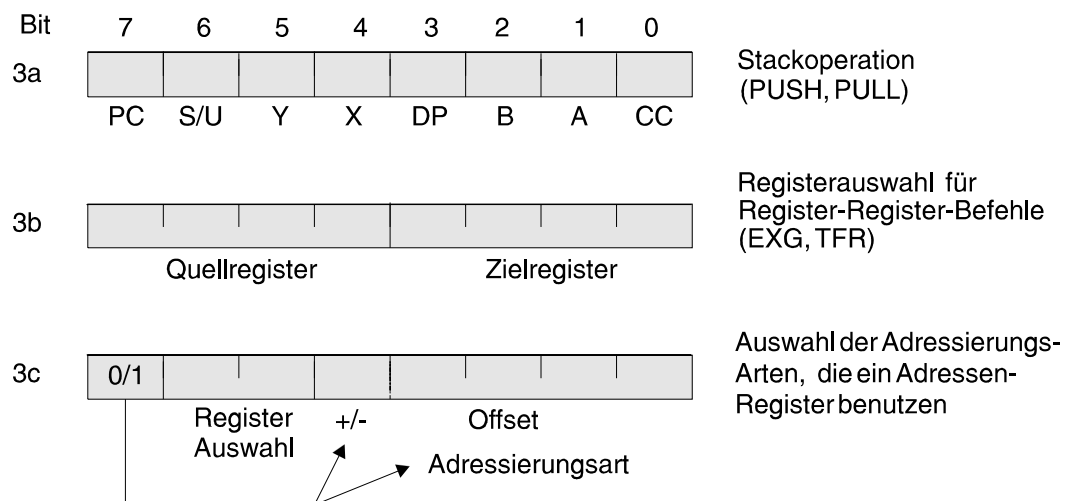 Bit 7 6 5 4 3 2 1 0
3a
PC S/U Y X DP B A CC
Stackoperation
(PUSH, PULL)
3b
Quellregister Zielregister
Registerauswahl für
Register-Register-Befehle
(EXG, TFR)
3c 0/1
Register
Auswahl
+/- Offset
Adressierungsart
Auswahl der Adressierungs-
Arten, die ein Adressen-
Register benutzen